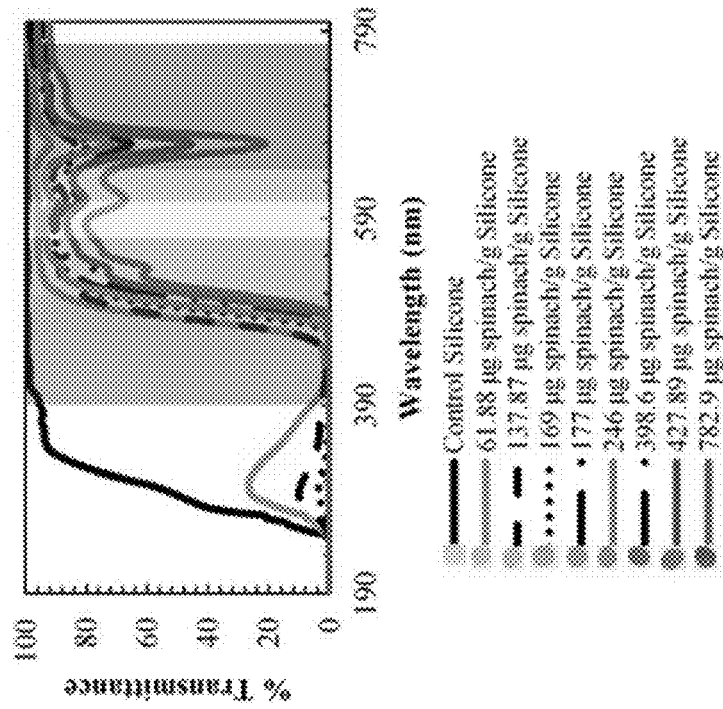 % Transmittance
100
80
60
40
20
0
190
390
590
790
Wavelength (nm)
Control Silicone
61.88 µg spinach/g Silicone
137.87 µg spinach/g Silicone
169 µg spinach/g Silicone
177 µg spinach/g Silicone
246 µg spinach/g Silicone
398.6 µg spinach/g Silicone
427.89 µg spinach/g Silicone
782.9 µg spinach/g Silicone